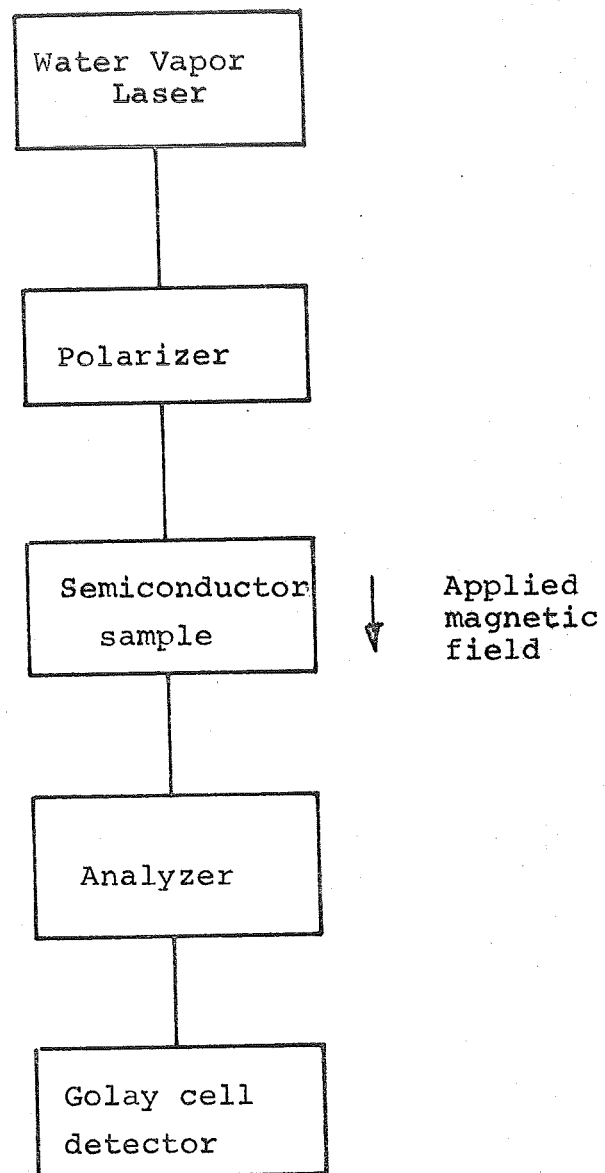 Water Vapor
Laser
Polarizer
Semiconductor
sample
Applied
magnetic
field
Analyzer
Golay cell
detector